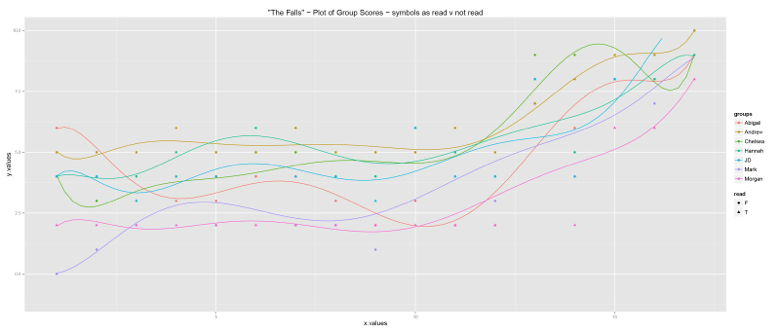 "The Falls" − Plot of Group Scores − symbols as read v not read
10.0
7.5
5.0
2.5
0.0
y.values
5
10
15
x.values
groups
Abigail
Andrew
Chelsea
Hannah
JD
Mark
Morgan
read
F
T